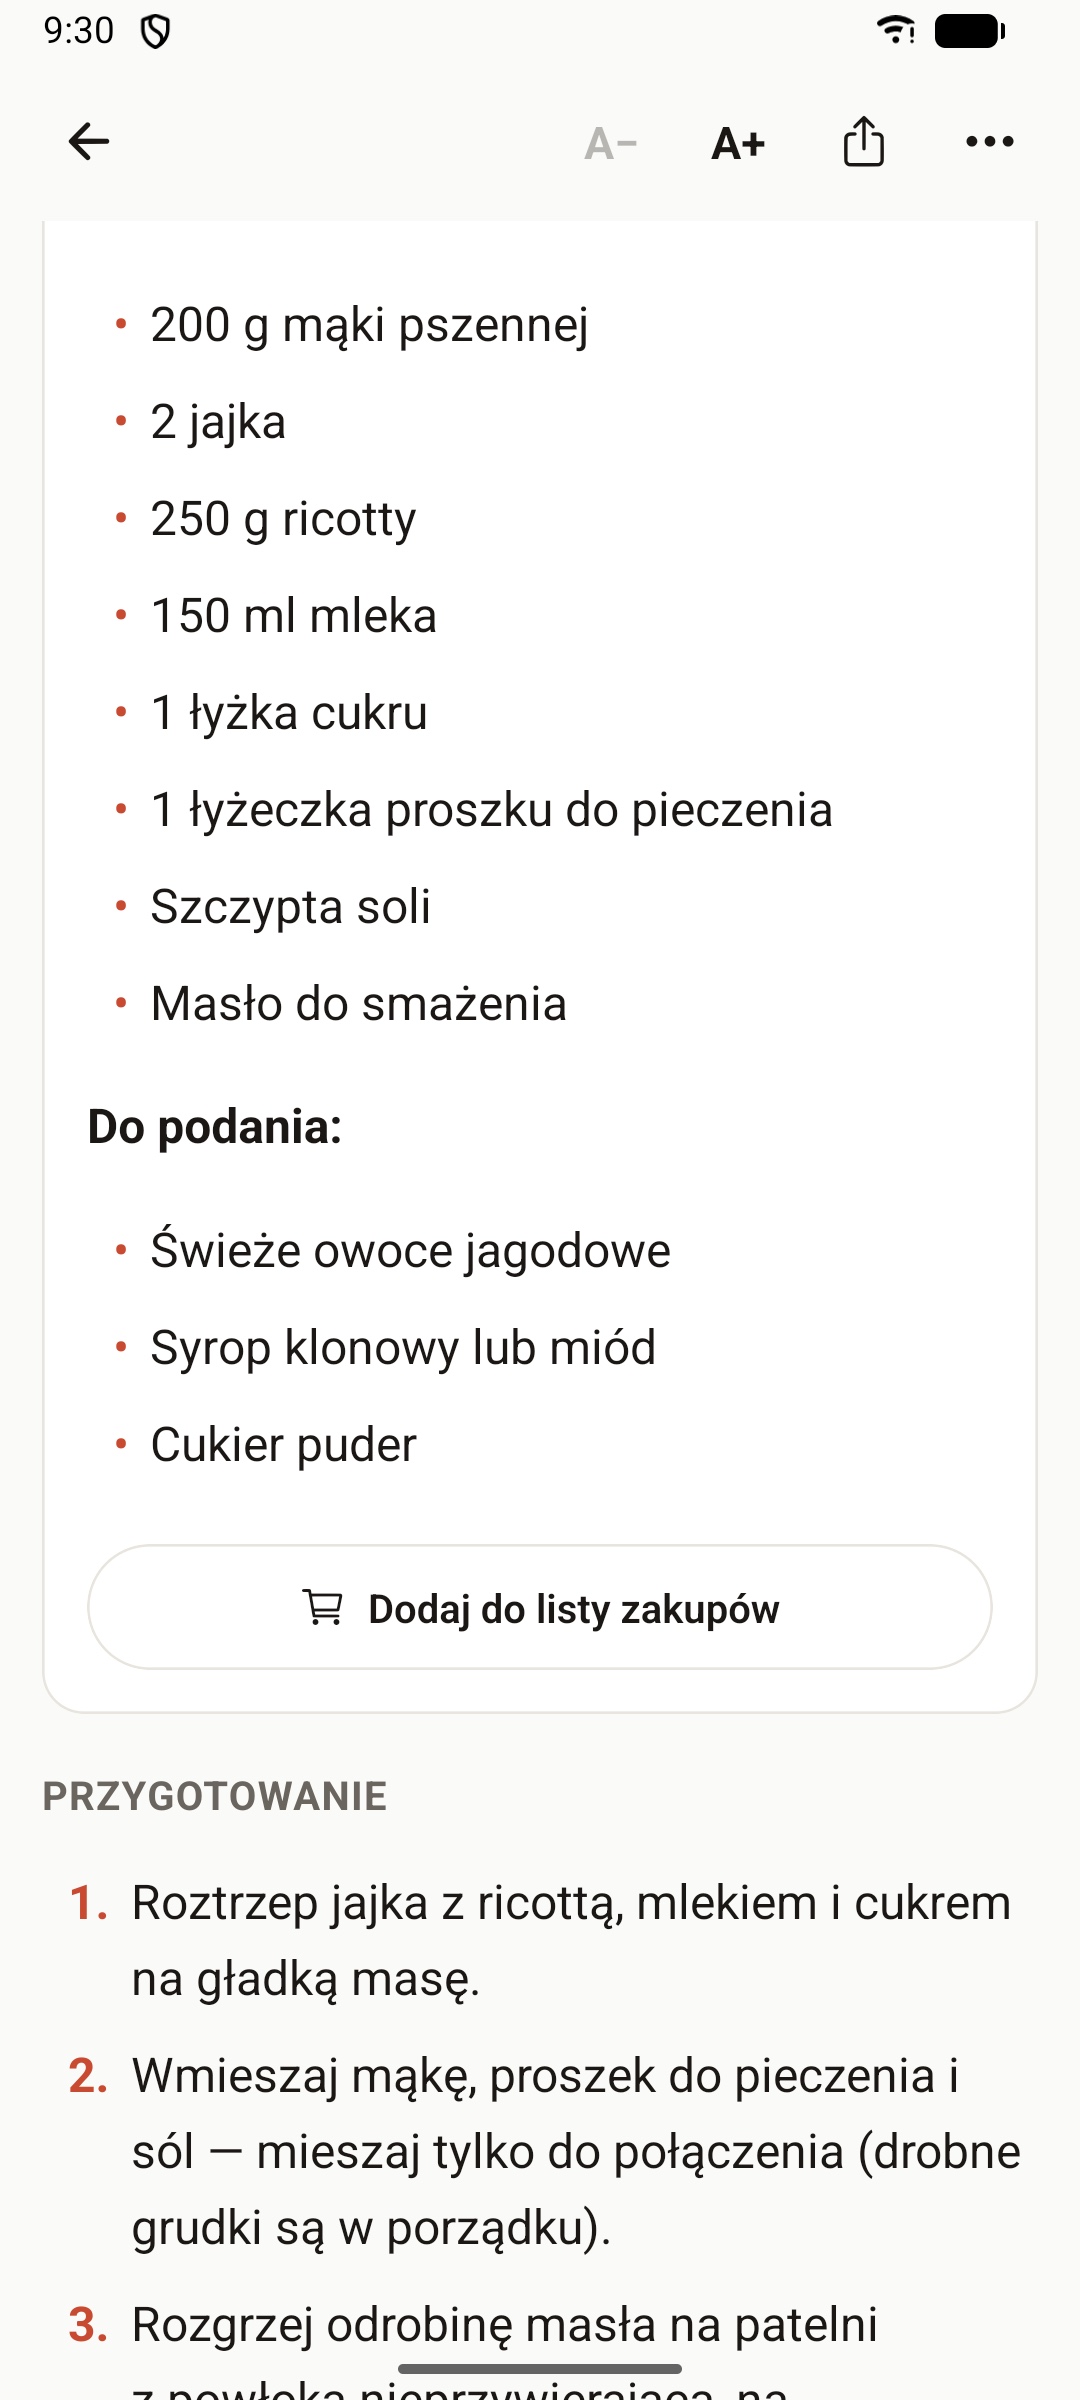 9:30
A−
A+
200 g mąki pszennej
2 jajka
250 g ricotty
150 ml mleka
1 łyżka cukru
1 łyżeczka proszku do pieczenia
Szczypta soli
Masło do smażenia
Do podania:
Świeże owoce jagodowe
Syrop klonowy lub miód
Cukier puder
Dodaj do listy zakupów
PRZYGOTOWANIE
1. Roztrzep jajka z ricottą, mlekiem i cukrem
na gładką masę.
2. Wmieszaj mąkę, proszek do pieczenia i
sól — mieszaj tylko do połączenia (drobne
grudki są w porządku).
3. Rozgrzej odrobinę masła na patelni
z powłoką nieprzywierającą, na